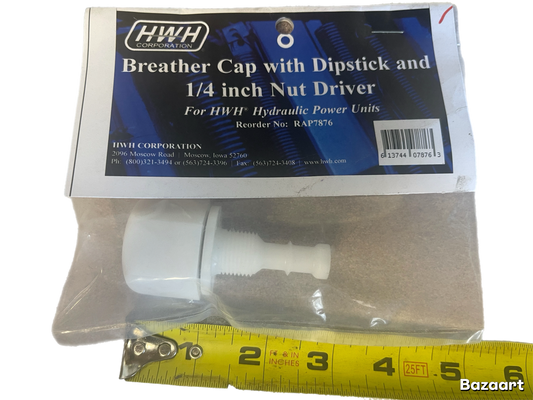 HWH
CORPORATION
Breather Cap with Dipstick and
1/4 inch Nut Driver
For HWH® Hydraulic Power Units
Reorder No: RAP7876
HWH CORPORATION
2096 Moscow Road | Moscow, Iowa 52760
Ph: (800)321-3494 or (563)724-3396 | Fax: (563)724-3408 | www.hwh.com
6 13744 07876 3
1 2 3 4 5 6
25FT
Bazaart